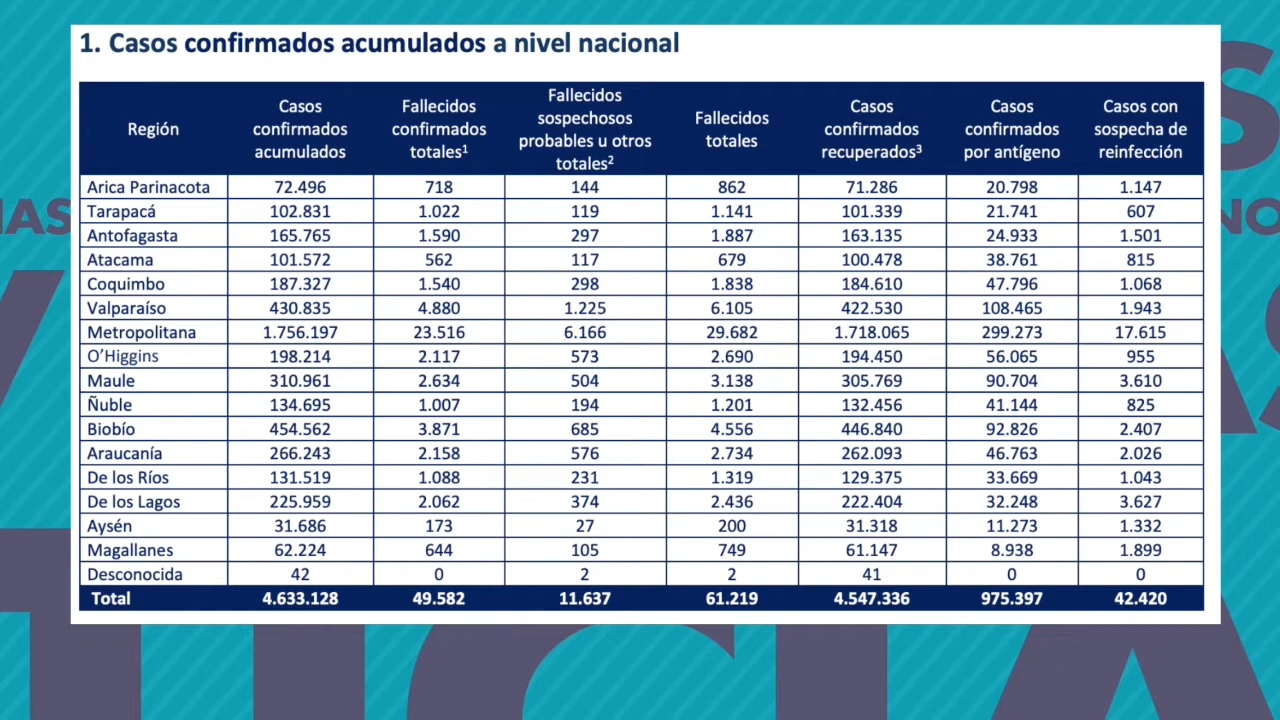 1. Casos confirmados acumulados a nivel nacional
Región
Casos
confirmados
acumulados
Fallecidos
confirmados
totales¹
Fallecidos
sospechosos
probables u otros
totales²
Fallecidos
totales
Casos
confirmados
recuperados³
Casos
confirmados
por antígeno
Casos con
sospecha de
reinfección
Arica Parinacota 72.496 718 144 862 71.286 20.798 1.147
Tarapacá 102.831 1.022 119 1.141 101.339 21.741 607
Antofagasta 165.765 1.590 297 1.887 163.135 24.933 1.501
Atacama 101.572 562 117 679 100.478 38.761 815
Coquimbo 187.327 1.540 298 1.838 184.610 47.796 1.068
Valparaíso 430.835 4.880 1.225 6.105 422.530 108.465 1.943
Metropolitana 1.756.197 23.516 6.166 29.682 1.718.065 299.273 17.615
O’Higgins 198.214 2.117 573 2.690 194.450 56.065 955
Maule 310.961 2.634 504 3.138 305.769 90.704 3.610
Ñuble 134.695 1.007 194 1.201 132.456 41.144 825
Biobío 454.562 3.871 685 4.556 446.840 92.826 2.407
Araucanía 266.243 2.158 576 2.734 262.093 46.763 2.026
De los Ríos 131.519 1.088 231 1.319 129.375 33.669 1.043
De los Lagos 225.959 2.062 374 2.436 222.404 32.248 3.627
Aysén 31.686 173 27 200 31.318 11.273 1.332
Magallanes 62.224 644 105 749 61.147 8.938 1.899
Desconocida 42 0 2 2 41 0 0
Total 4.633.128 49.582 11.637 61.219 4.547.336 975.397 42.420